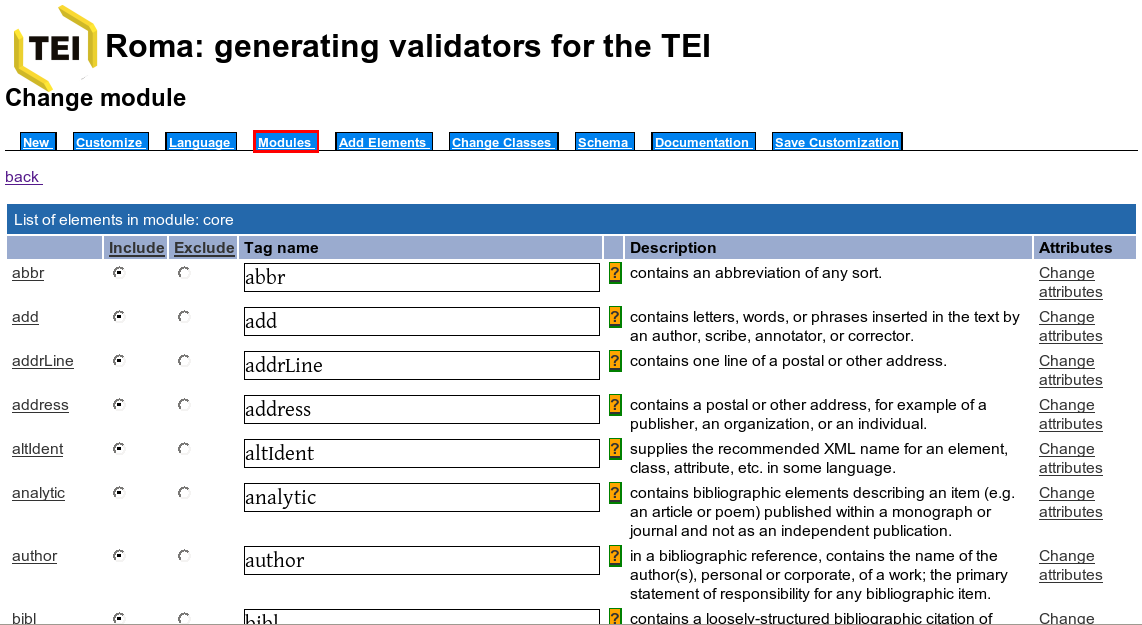 TEI Roma: generating validators for the TEI
Change module
New Customize Language Modules Add Elements Change Classes Schema Documentation Save Customization
back
List of elements in module: core
Include Exclude Tag name Description Attributes
abbr abbr ? contains an abbreviation of any sort. Change
attributes
add add ? contains letters, words, or phrases inserted in the text by Change
an author, scribe, annotator, or corrector. attributes
addrLine addrLine ? contains one line of a postal or other address. Change
attributes
address address ? contains a postal or other address, for example of a Change
publisher, an organization, or an individual. attributes
altIdent altIdent ? supplies the recommended XML name for an element, Change
class, attribute, etc. in some language. attributes
analytic analytic ? contains bibliographic elements describing an item (e.g. Change
an article or poem) published within a monograph or attributes
journal and not as an independent publication.
author author ? in a bibliographic reference, contains the name of the Change
author(s), personal or corporate, of a work; the primary attributes
statement of responsibility for any bibliographic item.
bibl bibl ? contains a loosely-structured bibliographic citation of Change